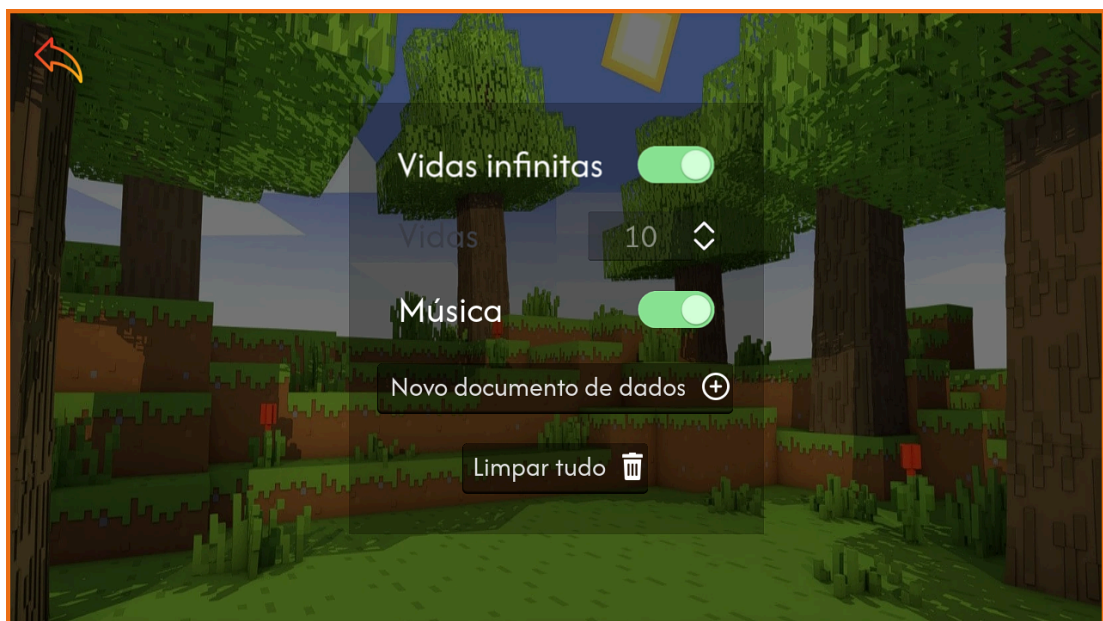 Vidas infinitas
Vidas 10
Música
Novo documento de dados
Limpar tudo